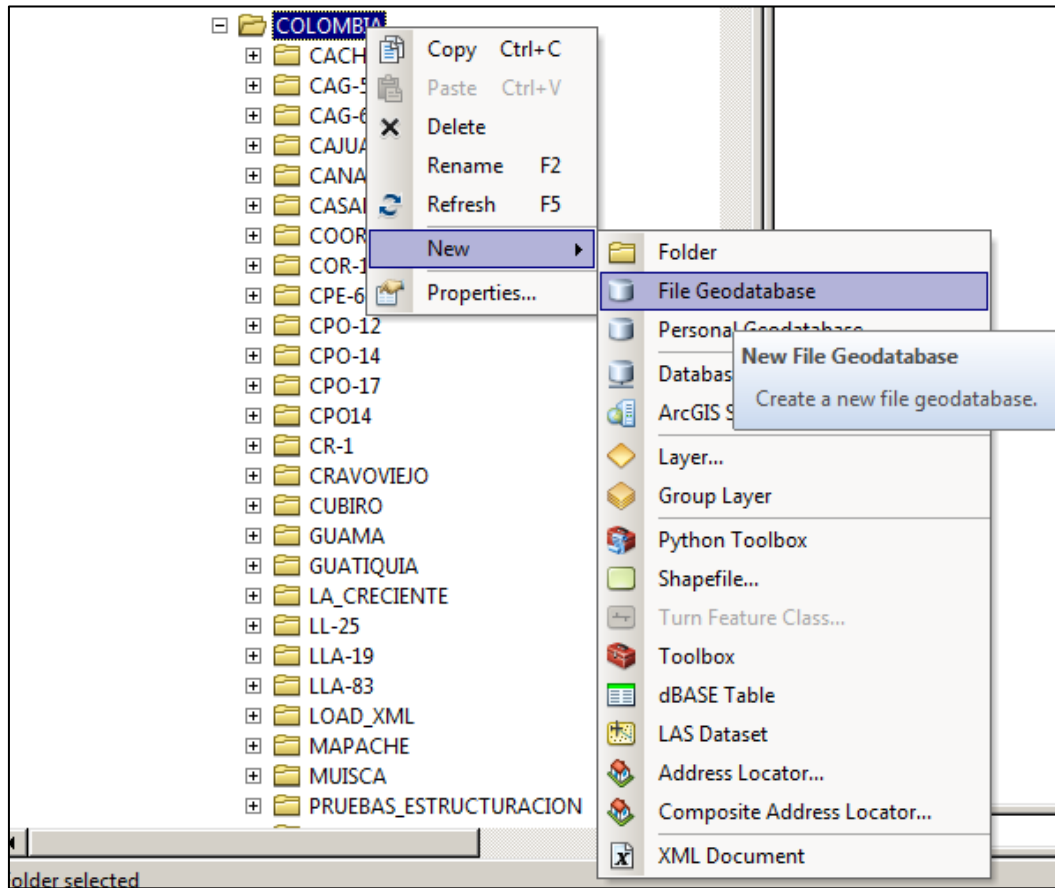 COLOMBIA
CACH
CAG-5
CAG-6
CAJUA
CANA
CASA
COOR
COR-1
CPE-6
CPO-12
CPO-14
CPO-17
CPO14
CR-1
CRAVOVIEJO
CUBIRO
GUAMA
GUATIQUIA
LA_CRECIENTE
LL-25
LLA-19
LLA-83
LOAD_XML
MAPACHE
MUISCA
PRUEBAS_ESTRUCTURACION
Copy Ctrl+C
Paste Ctrl+V
Delete
Rename F2
Refresh F5
New
Properties...
Folder
File Geodatabase
Personal Geodatabase
Databas
ArcGIS S
Layer...
Group Layer
Python Toolbox
Shapefile...
Turn Feature Class...
Toolbox
dBASE Table
LAS Dataset
Address Locator...
Composite Address Locator...
XML Document
New File Geodatabase
Create a new file geodatabase.
older selected